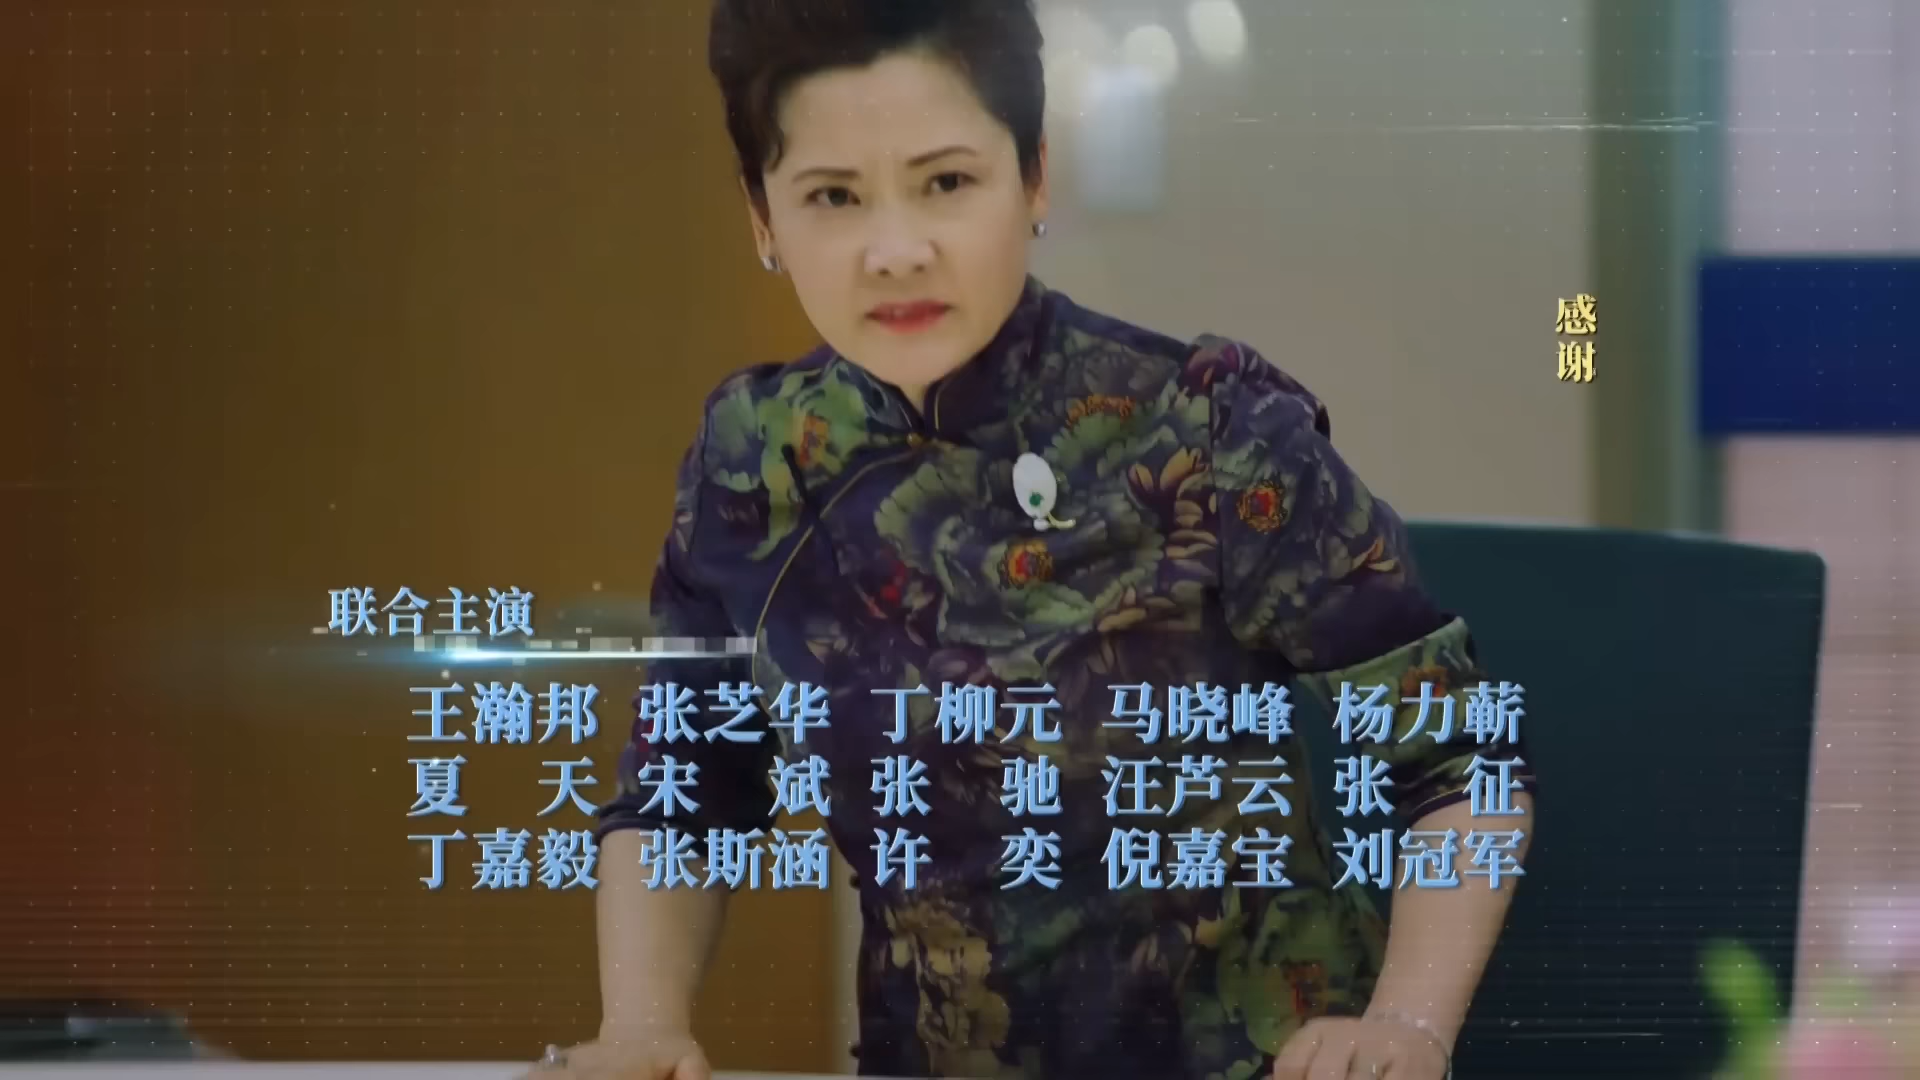 感谢
联合主演
王瀚邦 张芝华 丁柳元 马晓峰 杨力蕲
夏 天 宋 斌 张 驰 汪芦云 张 征
丁嘉毅 张斯涵 许 奕 倪嘉宝 刘冠军